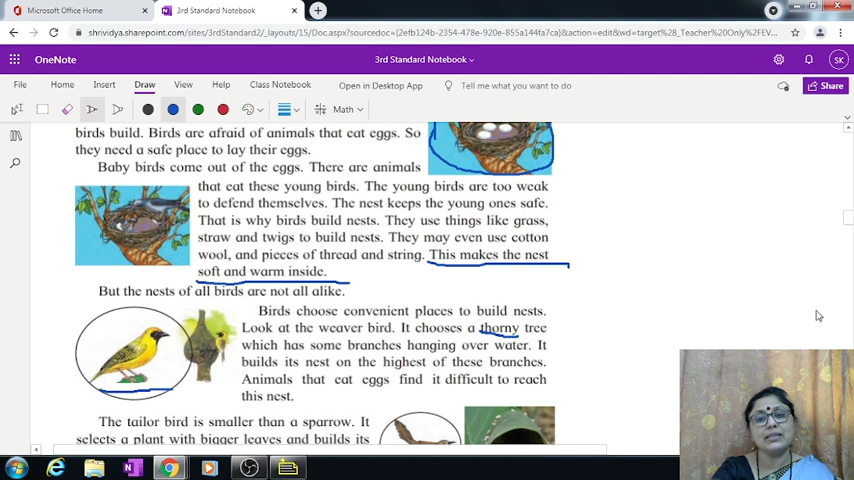 Microsoft Office Home
3rd Standard Notebook
shrividya.sharepoint.com/sites/3rdStandard2/_layouts/15/Doc.aspx?sourcedoc={2efb124b-2354-478e-920e-855a144fa7ca}&action=edit&wd=target%28_Teacher%20Only%2FEV...
OneNote
3rd Standard Notebook
SK
File Home Insert Draw View Help Class Notebook Open in Desktop App Tell me what you want to do Share
Math
birds build. Birds are afraid of animals that eat eggs. So
they need a safe place to lay their eggs.
Baby birds come out of the eggs. There are animals
that eat these young birds. The young birds are too weak
to defend themselves. The nest keeps the young ones safe.
That is why birds build nests. They use things like grass,
straw and twigs to build nests. They may even use cotton
wool, and pieces of thread and string. This makes the nest
soft and warm inside.
But the nests of all birds are not all alike.
Birds choose convenient places to build nests.
Look at the weaver bird. It chooses a thorny tree
which has some branches hanging over water. It
builds its nest on the highest of these branches.
Animals that eat eggs find it difficult to reach
this nest.
The tailor bird is smaller than a sparrow. It
selects a plant with bigger leaves and builds its